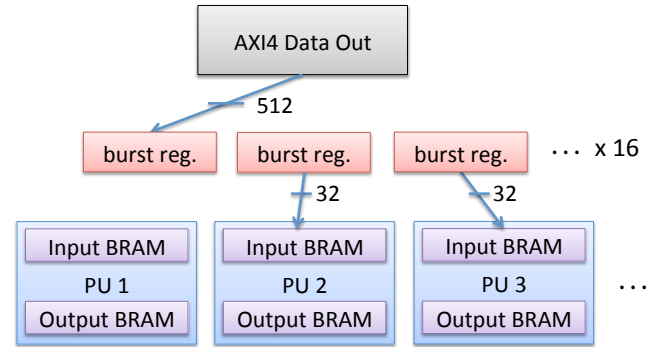 AXI4 Data Out
512
burst reg. burst reg. burst reg. ... x 16
32 32
Input BRAM Input BRAM Input BRAM
PU 1 PU 2 PU 3 ...
Output BRAM Output BRAM Output BRAM